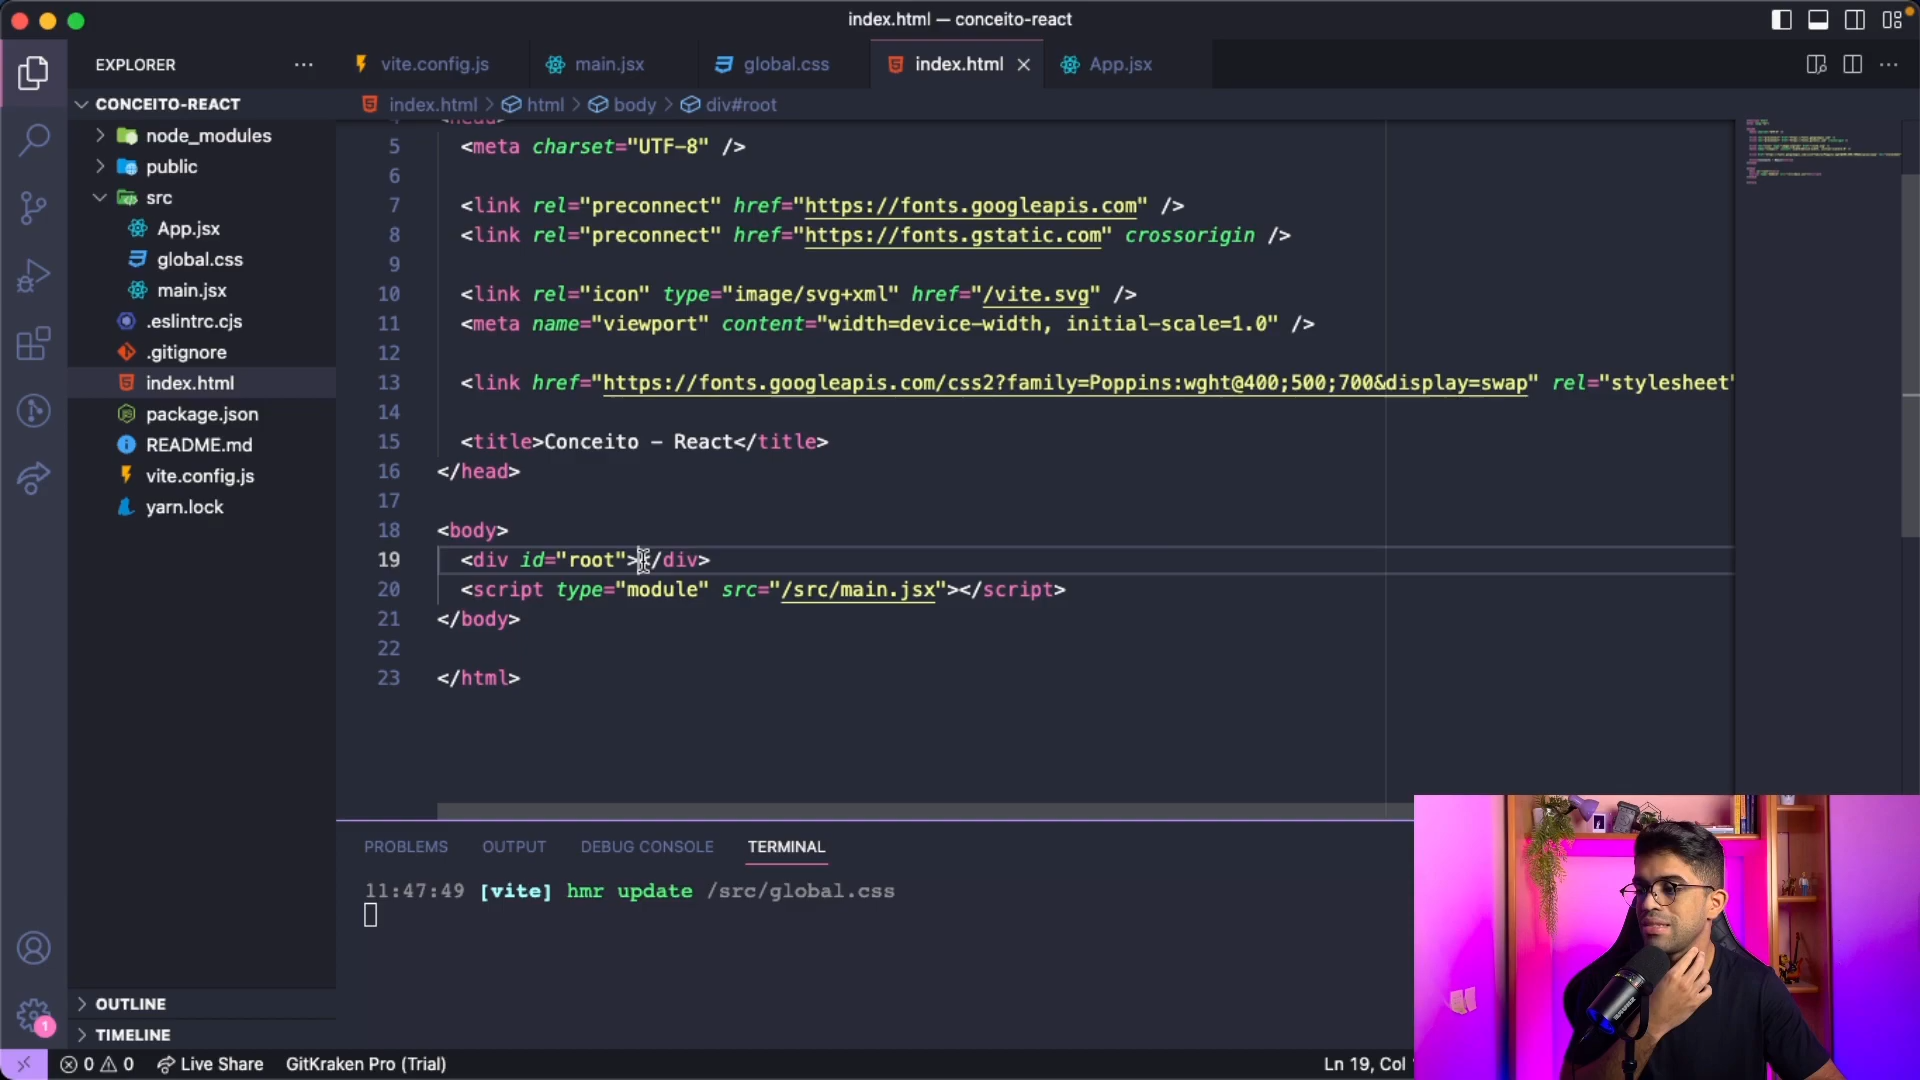 index.html — conceito-react
EXPLORER
CONCEITO-REACT
node_modules
public
src
App.jsx
global.css
main.jsx
.eslintrc.cjs
.gitignore
index.html
package.json
README.md
vite.config.js
yarn.lock
OUTLINE
TIMELINE
vite.config.js main.jsx global.css index.html App.jsx
index.html > html > body > div#root
5 <meta charset="UTF-8" />
6
7 <link rel="preconnect" href="https://fonts.googleapis.com" />
8 <link rel="preconnect" href="https://fonts.gstatic.com" crossorigin />
9
10 <link rel="icon" type="image/svg+xml" href="/vite.svg" />
11 <meta name="viewport" content="width=device-width, initial-scale=1.0" />
12
13 <link href="https://fonts.googleapis.com/css2?family=Poppins:wght@400;500;700&display=swap" rel="stylesheet"
14
15 <title>Conceito - React</title>
16 </head>
17
18 <body>
19 <div id="root"></div>
20 <script type="module" src="/src/main.jsx"></script>
21 </body>
22
23 </html>
PROBLEMS OUTPUT DEBUG CONSOLE TERMINAL
11:47:49 [vite] hmr update /src/global.css
1
0 0 Live Share GitKraken Pro (Trial) Ln 19, Col